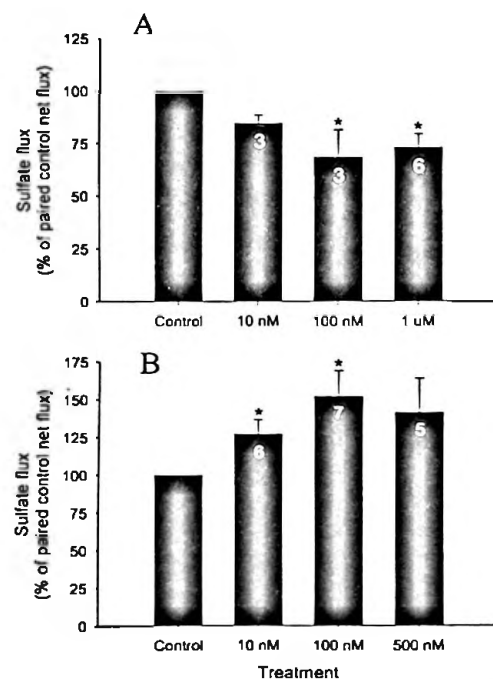 A
Sulfate flux
(% of paired control net flux)
125
100
75
50
25
0
3
*
3
*
6
Control 10 nM 100 nM 1 uM
B
Sulfate flux
(% of paired control net flux)
175
150
125
100
75
50
25
0
*
6
*
7
5
Control 10 nM 100 nM 500 nM
Treatment